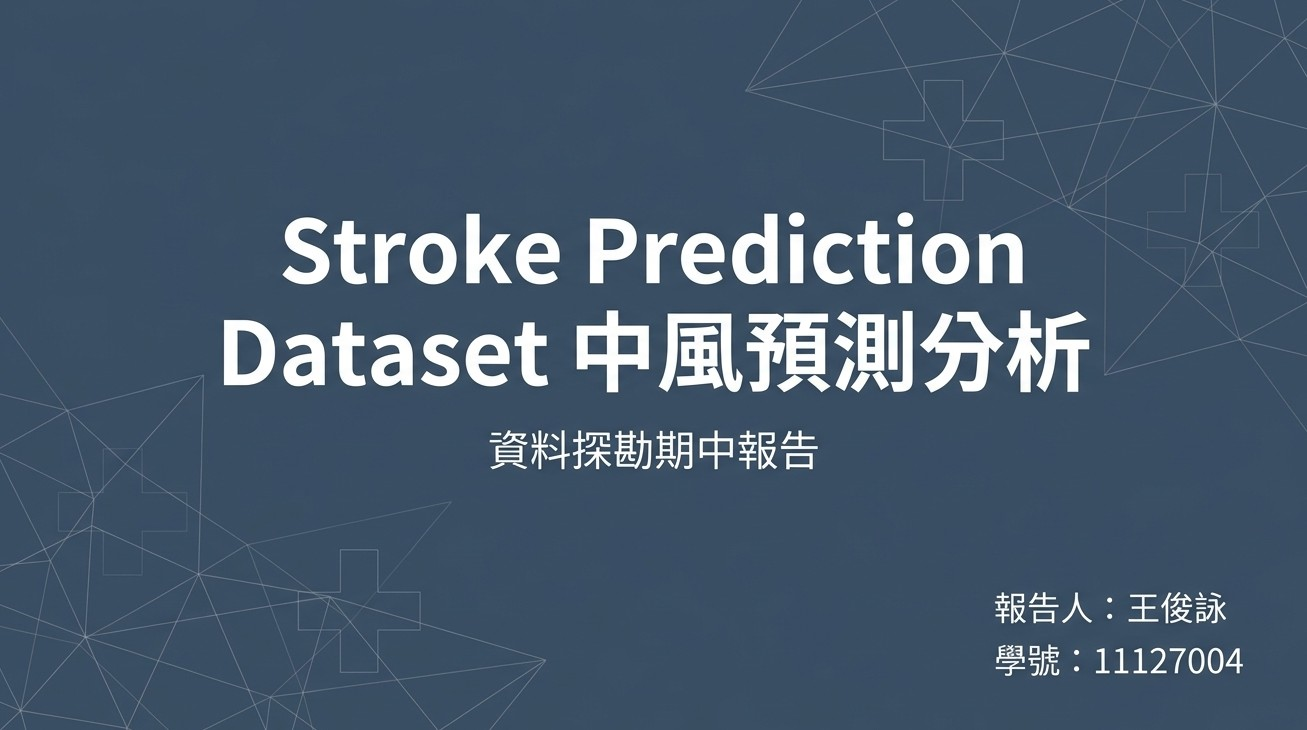 Stroke Prediction
Dataset 中風預測分析
資料探勘期中報告
報告人：王俊詠
學號：11127004